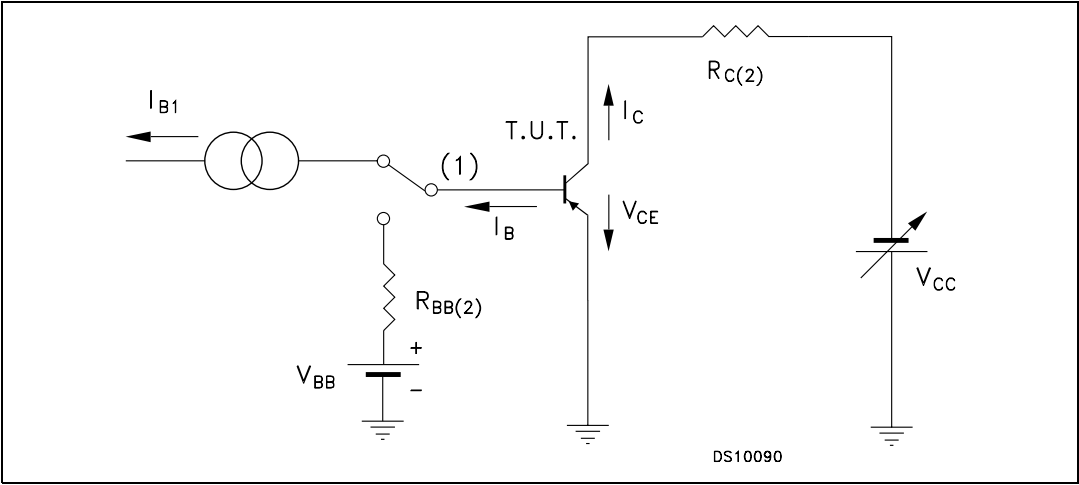 I_B1
T.U.T.
(1)
I_B
I_C
R_C(2)
V_CE
V_CC
R_BB(2)
V_BB
+
-
DS10090